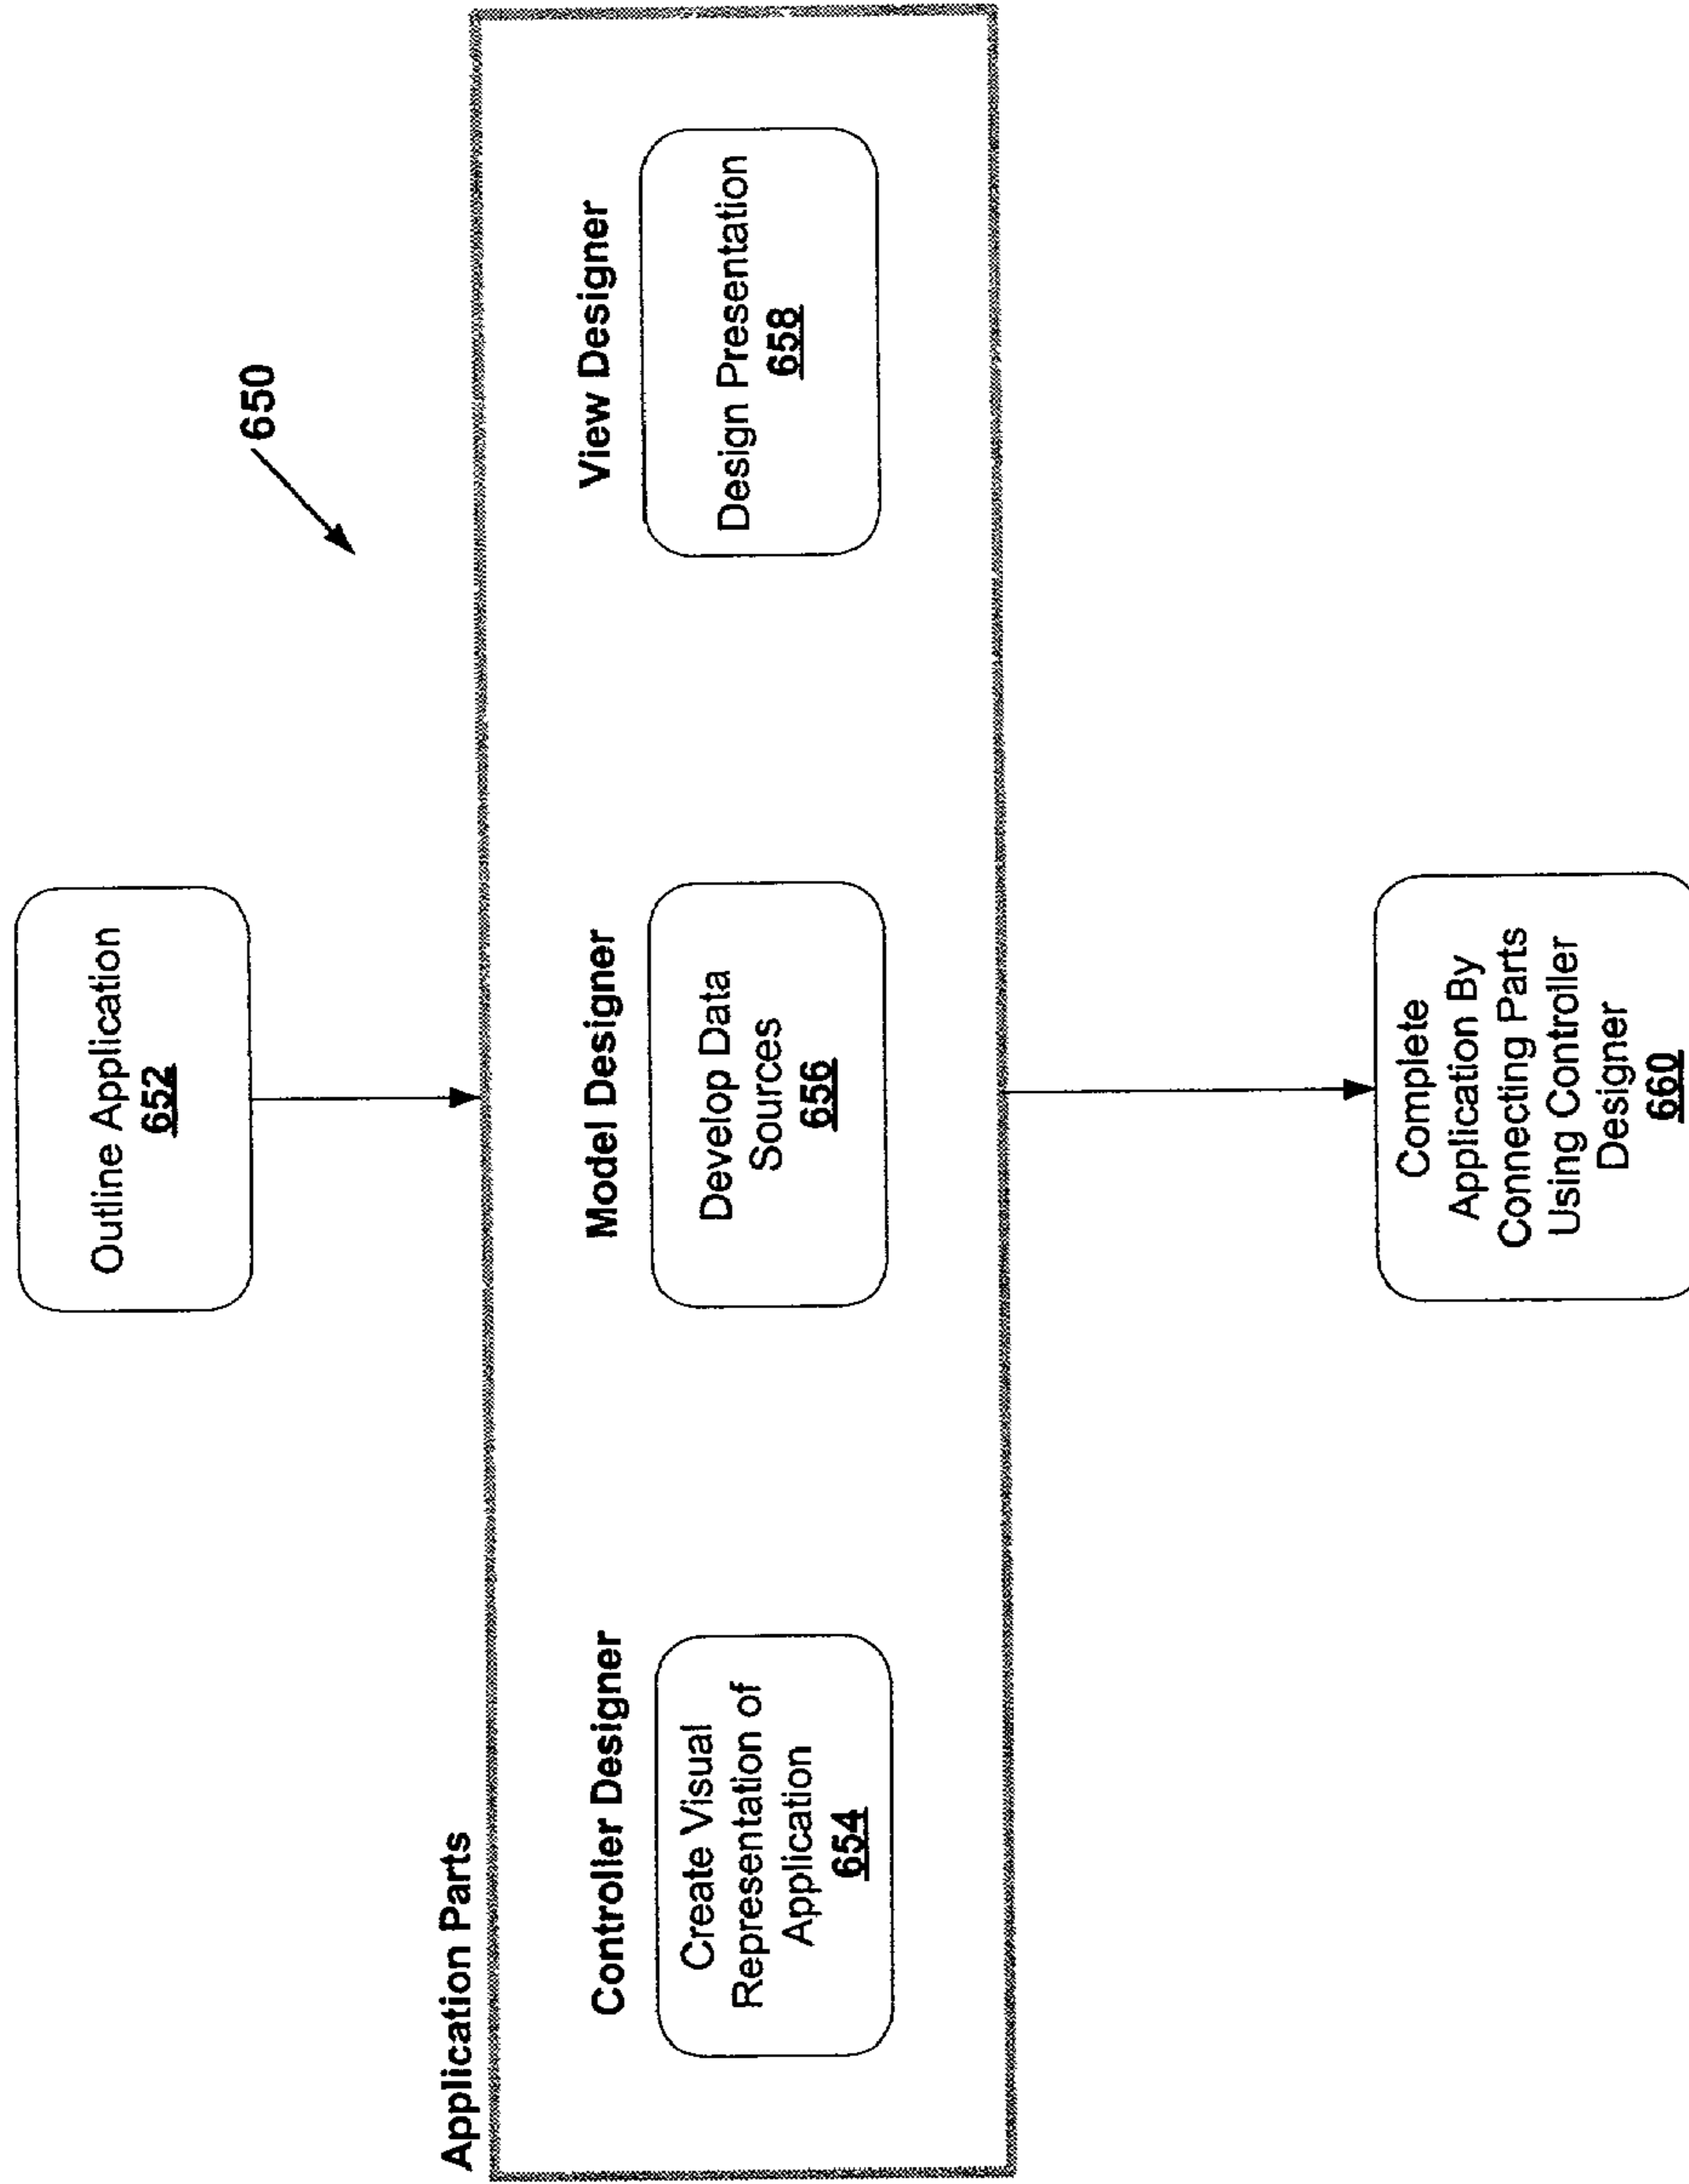 650
Outline Application
652
Application Parts
Controller Designer
Create Visual
Representation of
Application
654
Model Designer
Develop Data
Sources
656
View Designer
Design Presentation
658
Complete
Application By
Connecting Parts
Using Controller
Designer
660